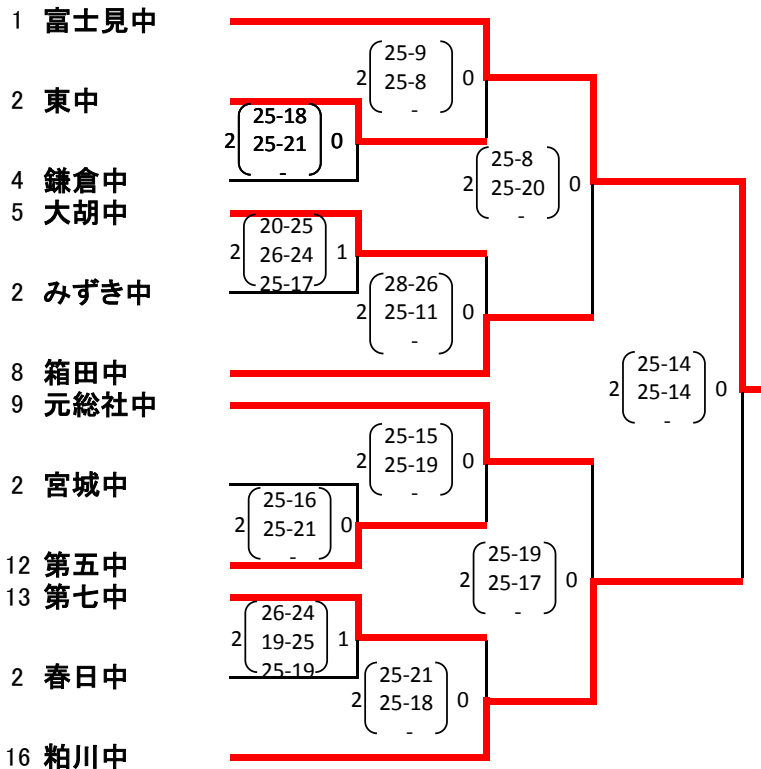 1 富士見中
25-9
2 25-8 0
-
2 東中
25-18
2 25-21 0
-
4 鎌倉中
25-8
2 25-20 0
-
5 大胡中
20-25
2 26-24 1
25-17
2 みずき中
28-26
2 25-11 0
-
8 箱田中
25-14
2 25-14 0
-
9 元総社中
25-15
2 25-19 0
-
2 宮城中
25-16
2 25-21 0
-
12 第五中
25-19
2 25-17 0
-
13 第七中
26-24
2 19-25 1
25-19
2 春日中
25-21
2 25-18 0
-
16 粕川中